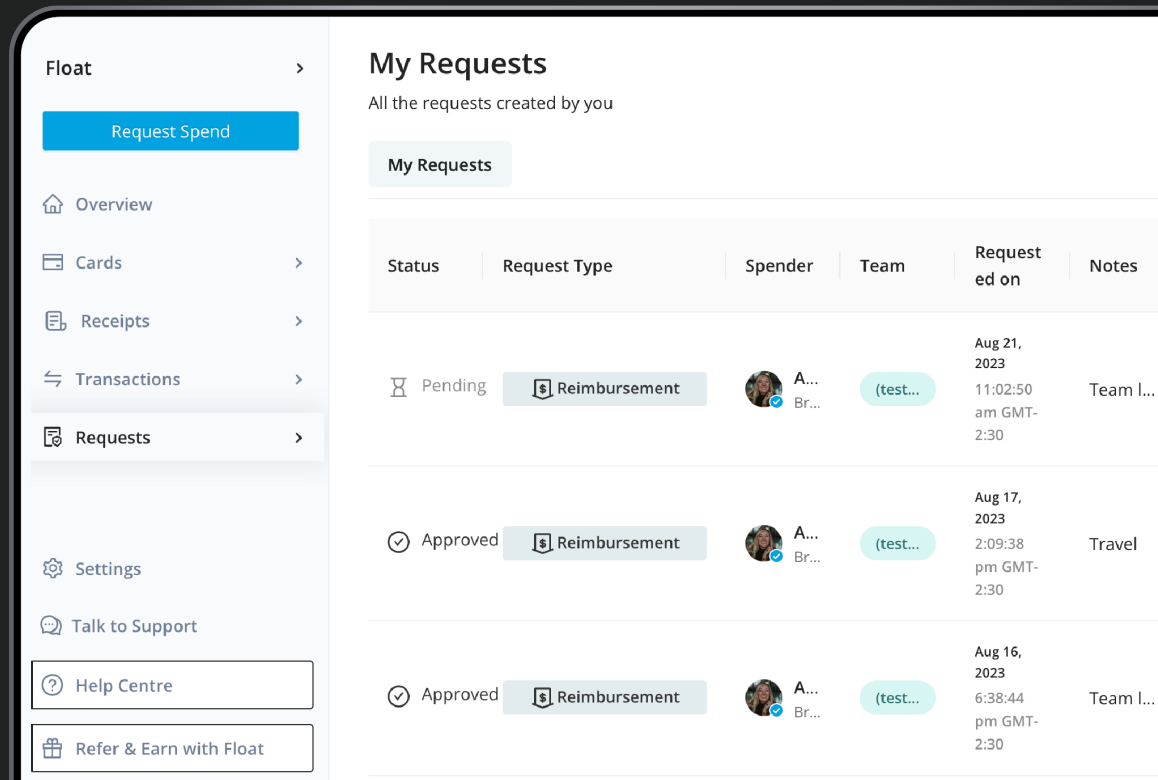 Float
Request Spend
Overview
Cards
Receipts
Transactions
Requests
Settings
Talk to Support
Help Centre
Refer & Earn with Float
My Requests
All the requests created by you
My Requests
Status
Request Type
Spender
Team
Request
ed on
Notes
Pending
Reimbursement
A...
Br...
(test...
Aug 21,
2023
11:02:50
am GMT-
2:30
Team l...
Approved
Reimbursement
A...
Br...
(test...
Aug 17,
2023
2:09:38
pm GMT-
2:30
Travel
Approved
Reimbursement
A...
Br...
(test...
Aug 16,
2023
6:38:44
pm GMT-
2:30
Team l...